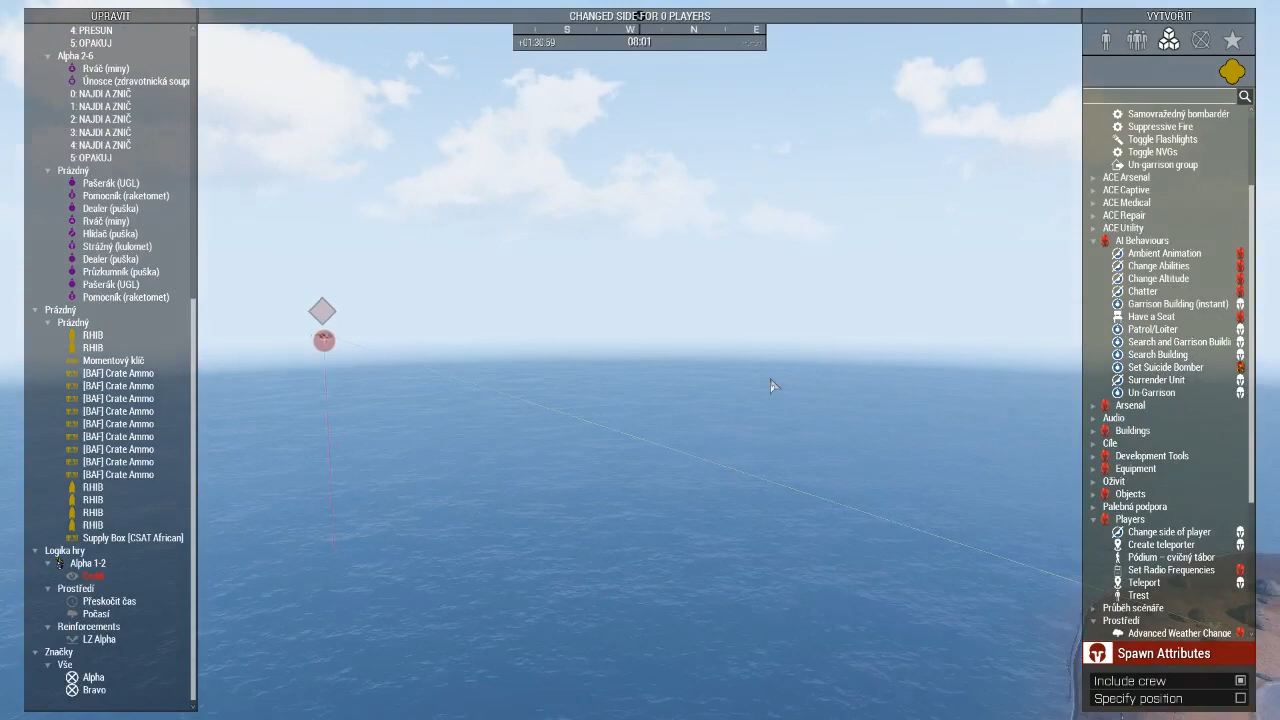 UPRAVIT
CHANGED SIDE FOR 0 PLAYERS
VYTVOŘIT
S W N E
+01:30:59 08:01
4: PRESUN
5: OPAKUJ
Alpha 2-6
Rváč (miny)
Únosce (zdravotnická soupr
0: NAJDI A ZNIČ
1: NAJDI A ZNIČ
2: NAJDI A ZNIČ
3: NAJDI A ZNIČ
4: NAJDI A ZNIČ
5: OPAKUJ
Prázdný
Pašerák (UGL)
Pomocník (raketomet)
Dealer (puška)
Rváč (miny)
Hlídač (puška)
Strážný (kulomet)
Dealer (puška)
Průzkumník (puška)
Pašerák (UGL)
Pomocník (raketomet)
Prázdný
Prázdný
RHIB
RHIB
Momentový klíč
[BAF] Crate Ammo
[BAF] Crate Ammo
[BAF] Crate Ammo
[BAF] Crate Ammo
[BAF] Crate Ammo
[BAF] Crate Ammo
[BAF] Crate Ammo
[BAF] Crate Ammo
[BAF] Crate Ammo
RHIB
RHIB
RHIB
RHIB
Supply Box [CSAT African]
Logika hry
Alpha 1-2
Prostředí
Přeskočit čas
Počasí
Reinforcements
LZ Alpha
Značky
Vše
Alpha
Bravo
Samovražedný bombardér
Suppressive Fire
Toggle Flashlights
Toggle NVGs
Un-garrison group
ACE Arsenal
ACE Captive
ACE Medical
ACE Repair
ACE Utility
AI Behaviours
Ambient Animation
Change Abilities
Change Altitude
Chatter
Garrison Building (instant)
Have a Seat
Patrol/Loiter
Search and Garrison Buildi
Search Building
Set Suicide Bomber
Surrender Unit
Un-Garrison
Arsenal
Audio
Buildings
Cíle
Development Tools
Equipment
Oživit
Objects
Palebná podpora
Players
Change side of player
Create teleporter
Pódium – cvičný tábor
Set Radio Frequencies
Teleport
Trest
Průběh scénáře
Prostředí
Advanced Weather Change
Spawn Attributes
Include crew
Specify position